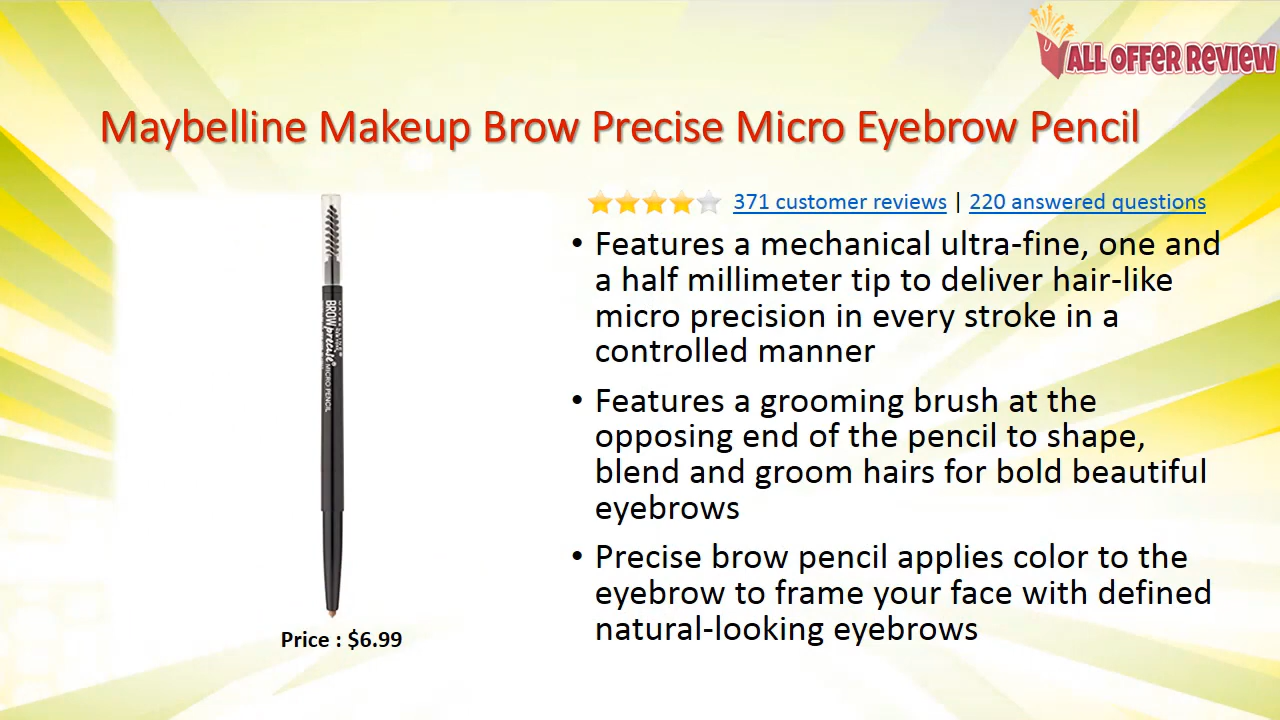 ALL OFFER REVIEW
Maybelline Makeup Brow Precise Micro Eyebrow Pencil
371 customer reviews | 220 answered questions
• Features a mechanical ultra-fine, one and
a half millimeter tip to deliver hair-like
micro precision in every stroke in a
controlled manner
• Features a grooming brush at the
opposing end of the pencil to shape,
blend and groom hairs for bold beautiful
eyebrows
• Precise brow pencil applies color to the
eyebrow to frame your face with defined
natural-looking eyebrows
BROW precise®
MICRO PENCIL
Price : $6.99